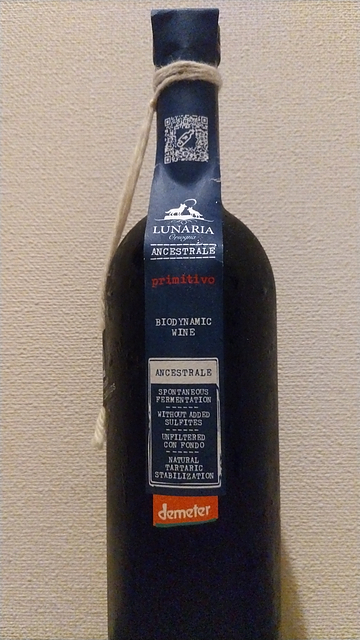 LUNARIA
Orsogna
ANCESTRALE
primitivo
BIODYNAMIC
WINE
ANCESTRALE
SPONTANEOUS
FERMENTATION
WITHOUT ADDED
SULFITES
UNFILTERED
CON FONDO
NATURAL
TARTARIC
STABILIZATION
demeter